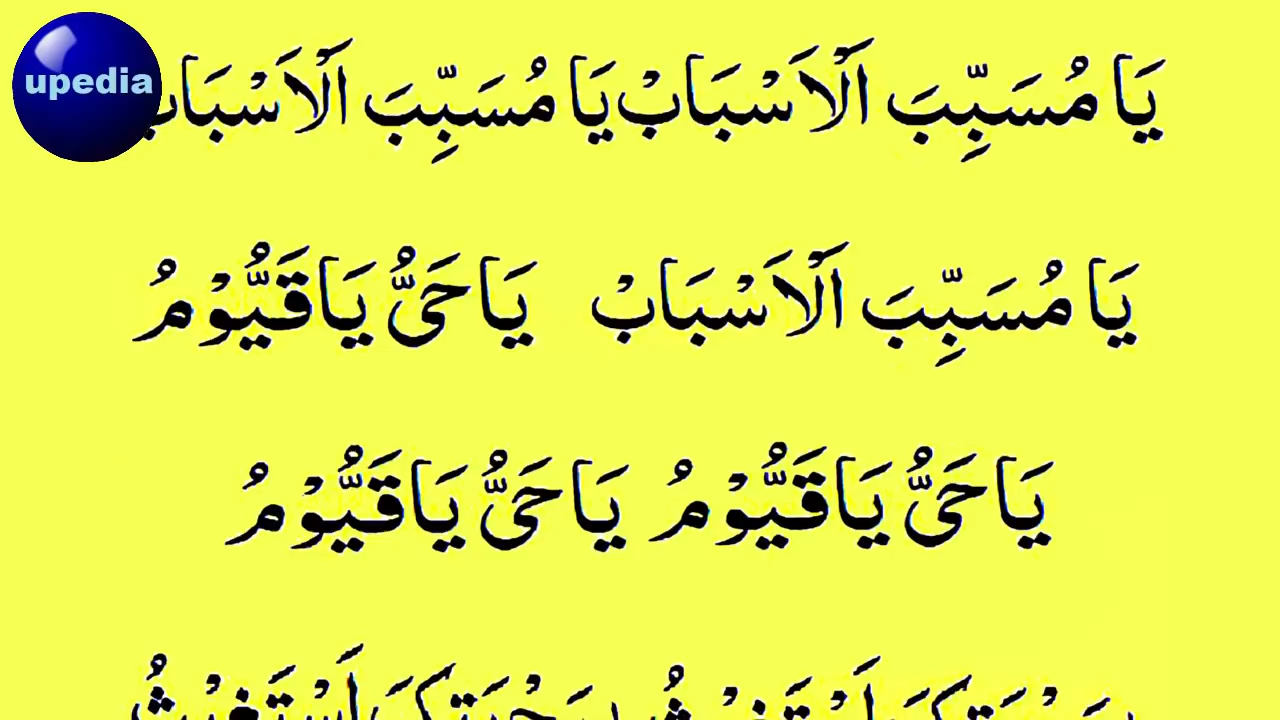 upedia
يَا مُسَبِّبَ الْاَسْبَابْ يَا مُسَبِّبَ الْاَسْبَاب
يَا مُسَبِّبَ الْاَسْبَابْ يَاحَىُّ يَاقَيُّوْمُ
يَاحَىُّ يَاقَيُّوْمُ يَاحَىُّ يَاقَيُّوْمُ